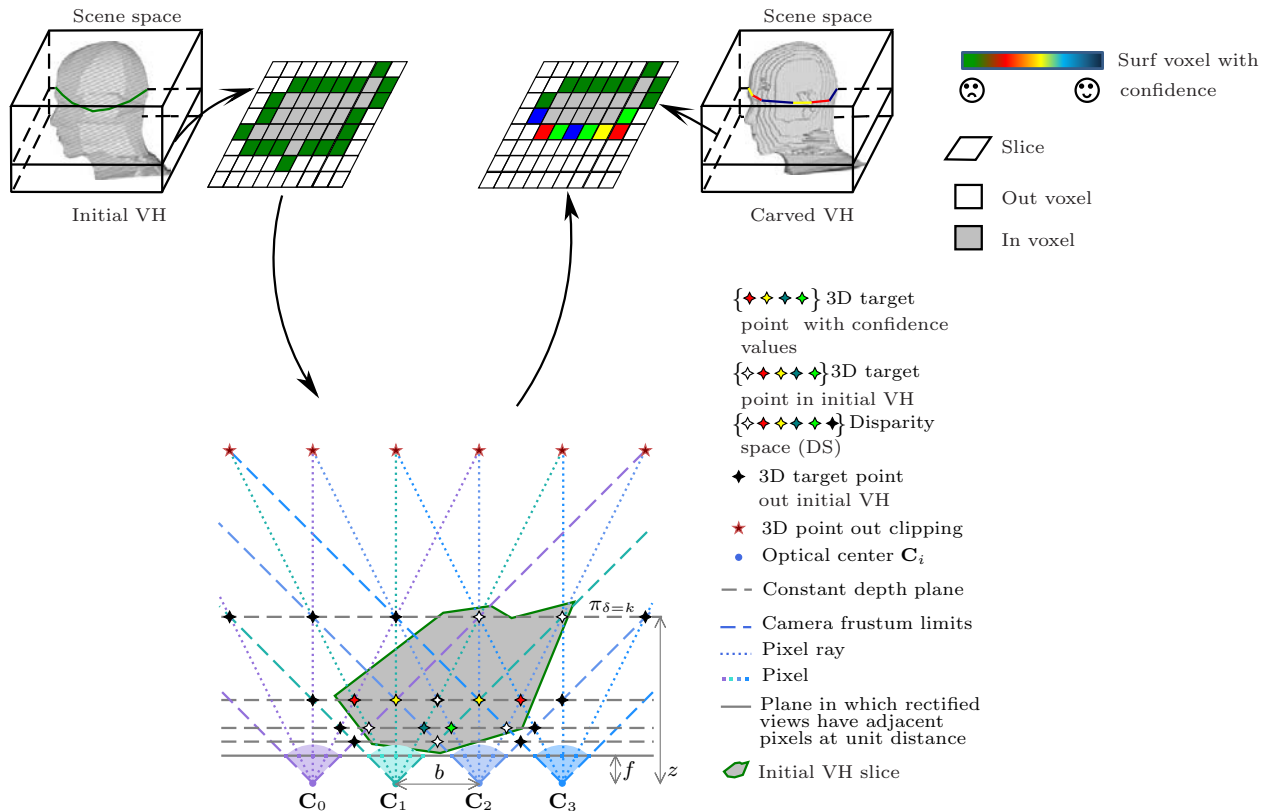 Scene space
Scene space
Surf voxel with
confidence
Slice
Out voxel
In voxel
Initial VH
Carved VH
{ } 3D target
point with confidence
values
{ } 3D target
point in initial VH
{ } Disparity
space (DS)
3D target point
out initial VH
3D point out clipping
Optical center C_i
Constant depth plane
Camera frustum limits
Pixel ray
Pixel
Plane in which rectified
views have adjacent
pixels at unit distance
Initial VH slice
π_{δ=k}
b
f
z
C_0
C_1
C_2
C_3